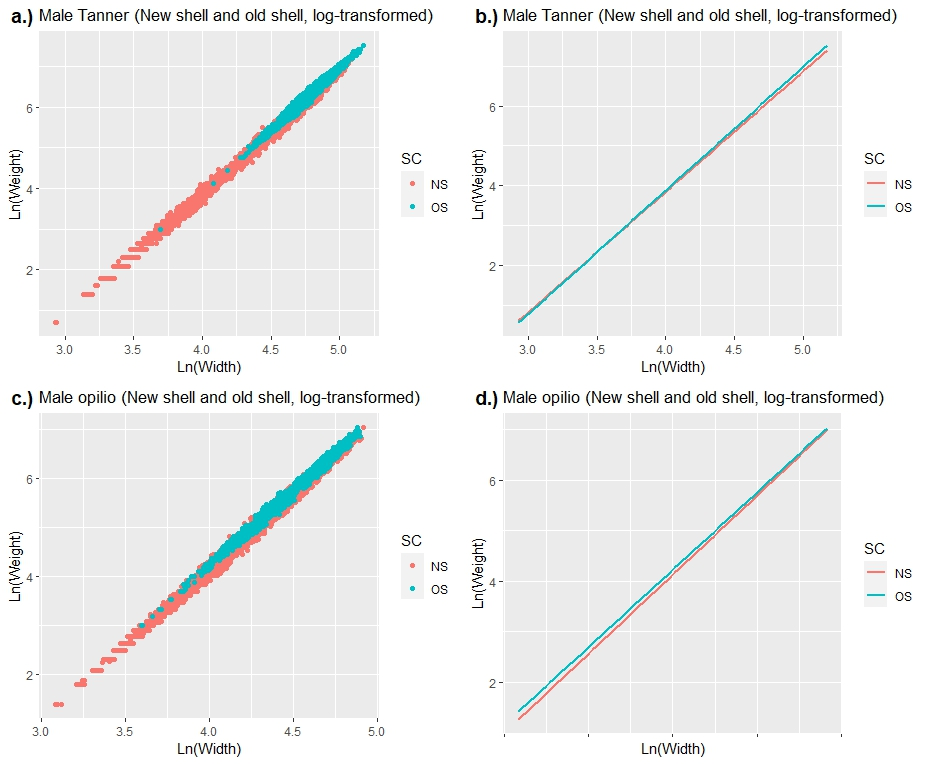 a.) Male Tanner (New shell and old shell, log-transformed)
Ln(Weight)
6
4
2
3.0 3.5 4.0 4.5 5.0
Ln(Width)
SC
NS
OS
b.) Male Tanner (New shell and old shell, log-transformed)
Ln(Weight)
6
4
2
3.0 3.5 4.0 4.5 5.0
Ln(Width)
SC
NS
OS
c.) Male opilio (New shell and old shell, log-transformed)
Ln(Weight)
6
4
2
3.0 3.5 4.0 4.5 5.0
Ln(Width)
SC
NS
OS
d.) Male opilio (New shell and old shell, log-transformed)
Ln(Weight)
6
4
2
Ln(Width)
SC
NS
OS